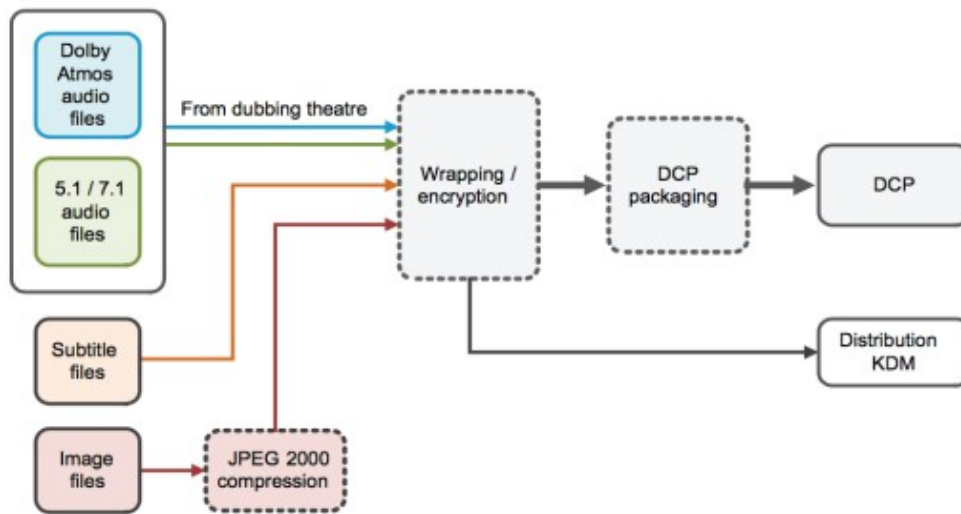 Dolby
Atmos
audio
files
From dubbing theatre
5.1 / 7.1
audio
files
Wrapping /
encryption
DCP
packaging
DCP
Subtitle
files
Distribution
KDM
Image
files
JPEG 2000
compression